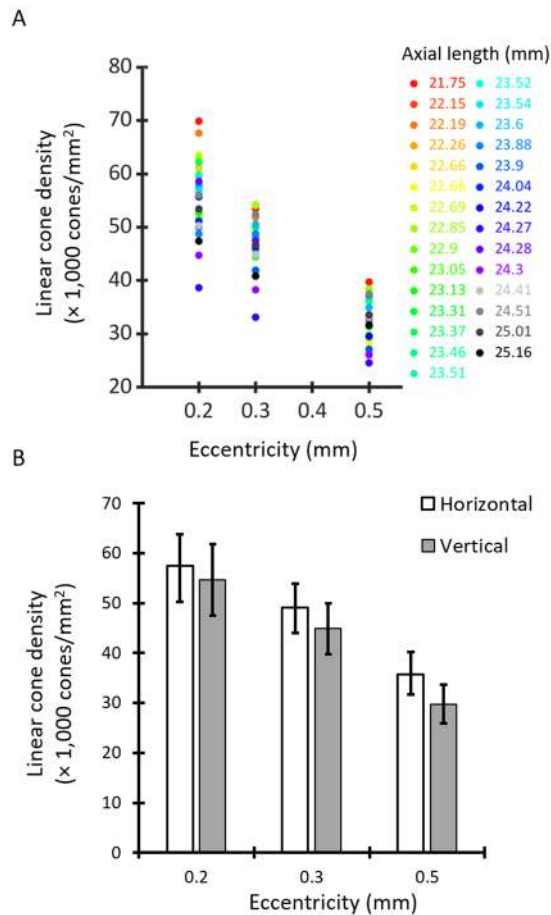 A
Axial length (mm)
21.75 23.52
22.15 23.54
22.19 23.6
22.26 23.88
22.66 23.9
22.66 24.04
22.69 24.22
22.85 24.27
22.9 24.28
23.05 24.3
23.13 24.41
23.31 24.51
23.37 25.01
23.46 25.16
23.51
Linear cone density
(× 1,000 cones/mm²)
80
70
60
50
40
30
20
0.2 0.3 0.4 0.5
Eccentricity (mm)
B
Horizontal
Vertical
Linear cone density
(× 1,000 cones/mm²)
70
60
50
40
30
20
10
0
0.2 0.3 0.5
Eccentricity (mm)